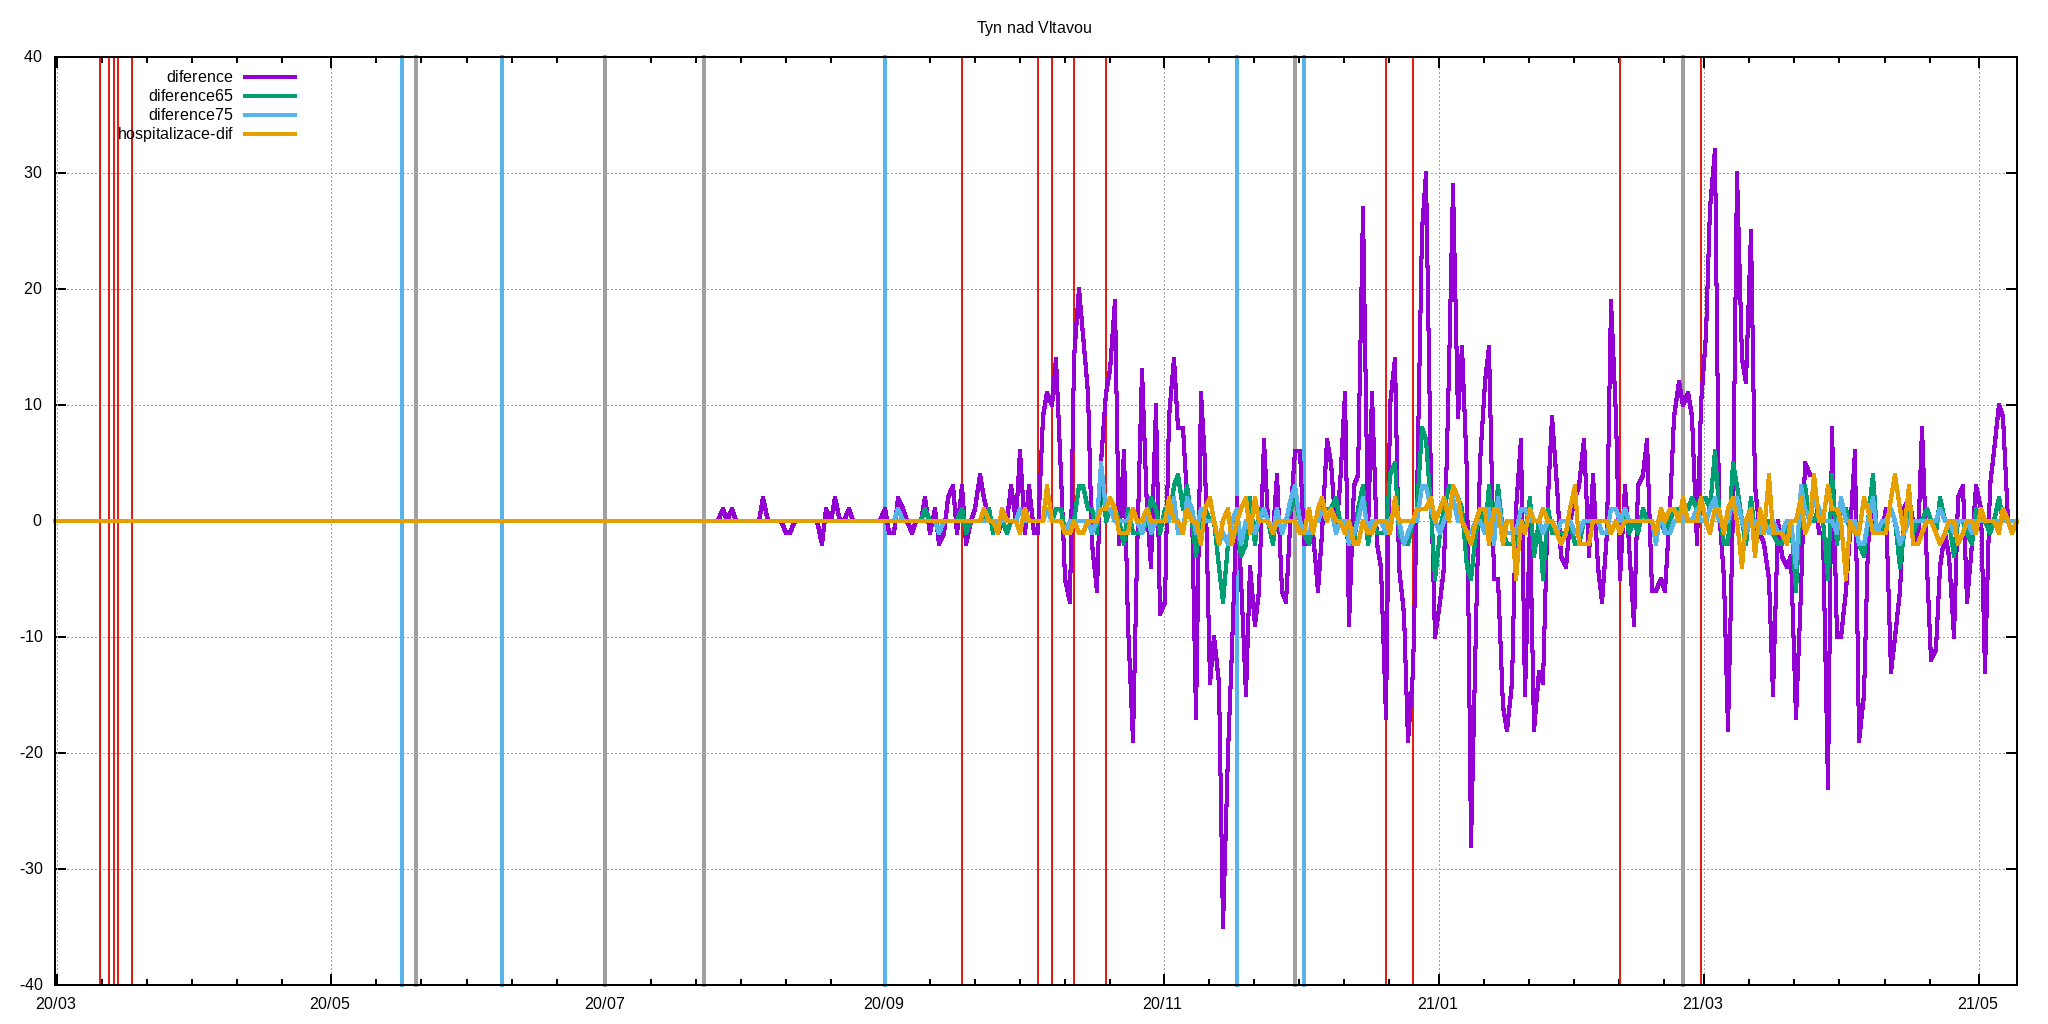 Tyn nad Vltavou
40
30
20
10
0
-10
-20
-30
-40
diference
diference65
diference75
hospitalizace-dif
20/03 20/05 20/07 20/09 20/11 21/01 21/03 21/05